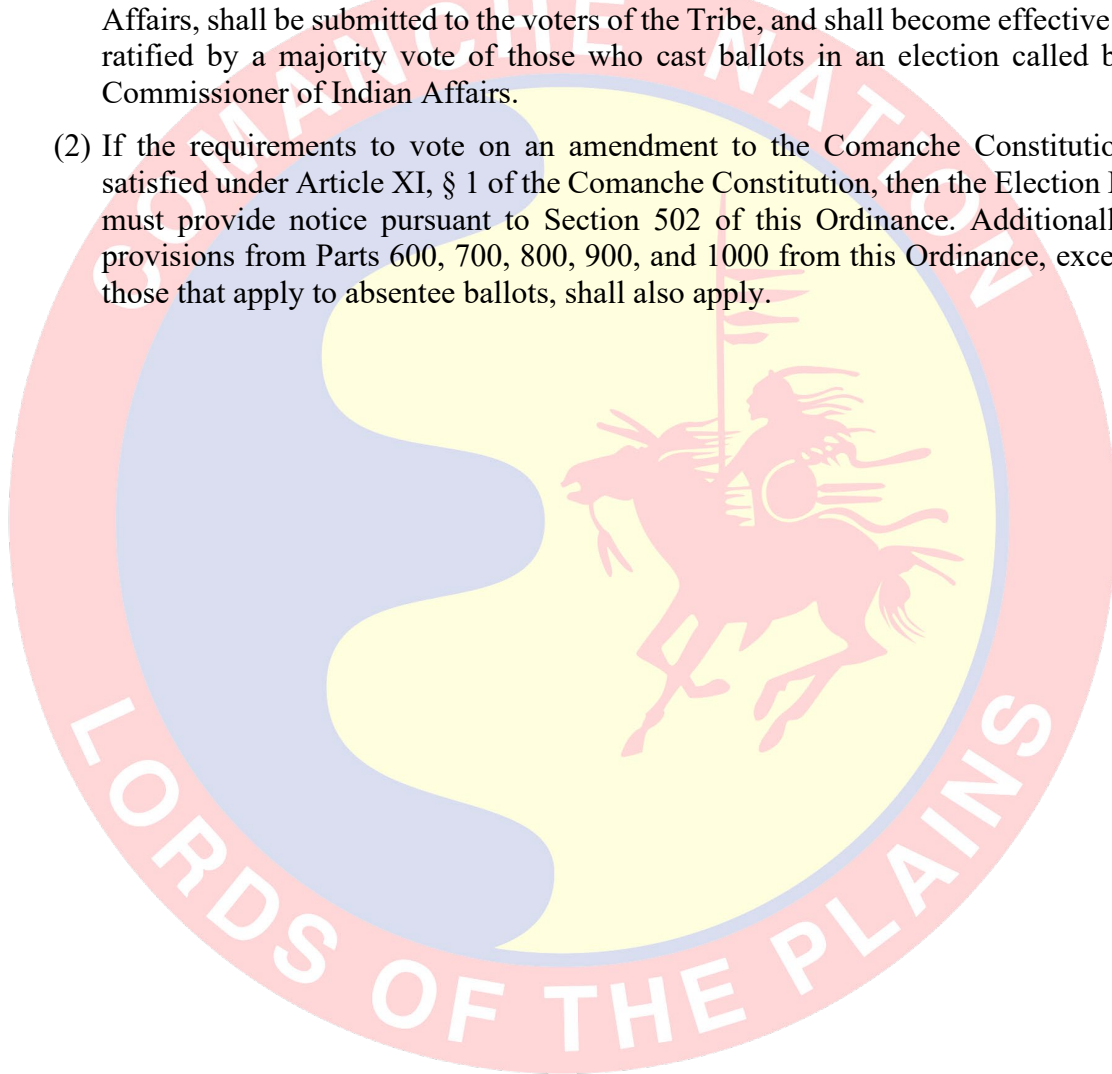 Affairs, shall be submitted to the voters of the Tribe, and shall become effective
ratified by a majority vote of those who cast ballots in an election called b
Commissioner of Indian Affairs.
(2) If the requirements to vote on an amendment to the Comanche Constitutio
satisfied under Article XI, § 1 of the Comanche Constitution, then the Election
must provide notice pursuant to Section 502 of this Ordinance. Additionall
provisions from Parts 600, 700, 800, 900, and 1000 from this Ordinance, exce
those that apply to absentee ballots, shall also apply.
COMANCHE NATION
LORDS OF THE PLAINS